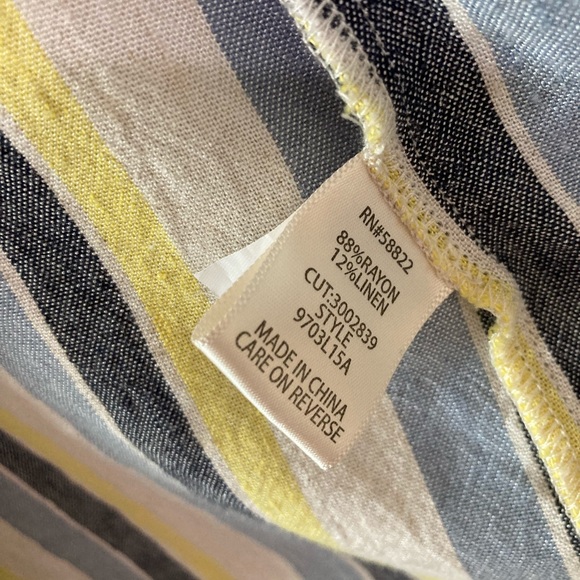 RN#58822
88%RAYON
12%LINEN
CUT:3002839
STYLE
9703L15A
MADE IN CHINA
CARE ON REVERSE